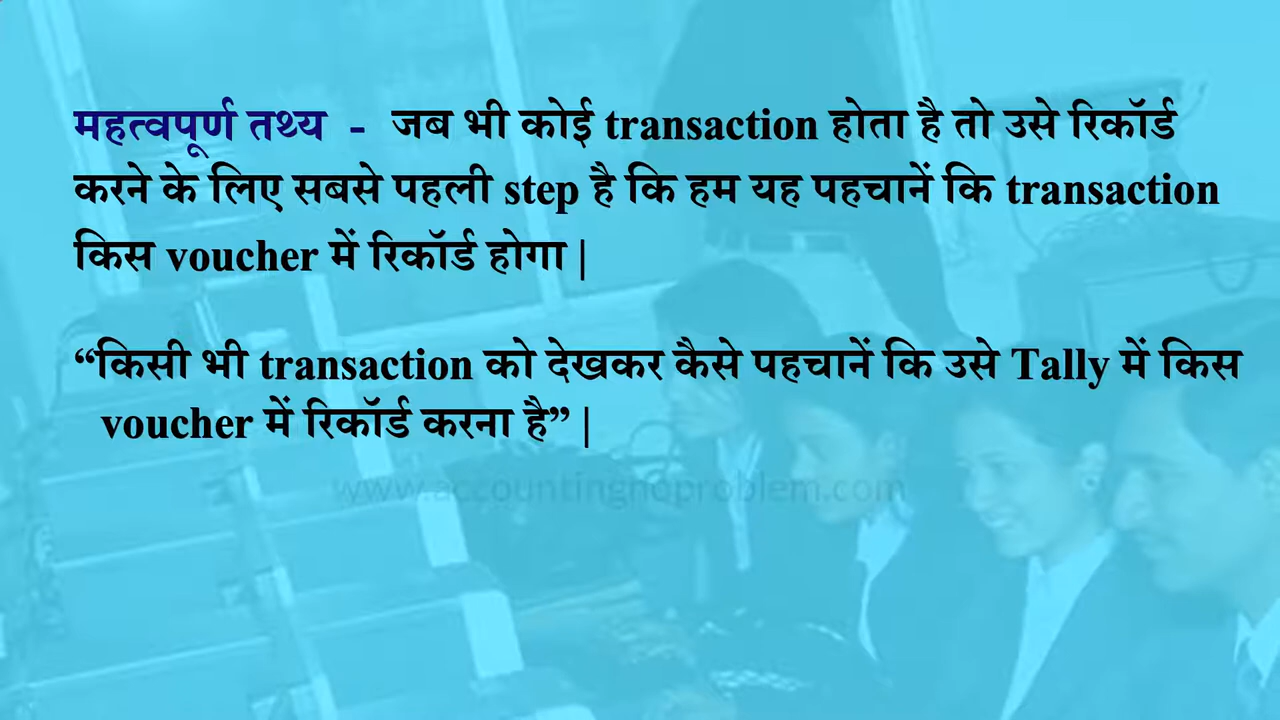 महत्वपूर्ण तथ्य - जब भी कोई transaction होता है तो उसे रिकॉर्ड
करने के लिए सबसे पहली step है कि हम यह पहचानें कि transaction
किस voucher में रिकॉर्ड होगा |
“किसी भी transaction को देखकर कैसे पहचानें कि उसे Tally में किस
voucher में रिकॉर्ड करना है” |
www.accountingnoproblem.com